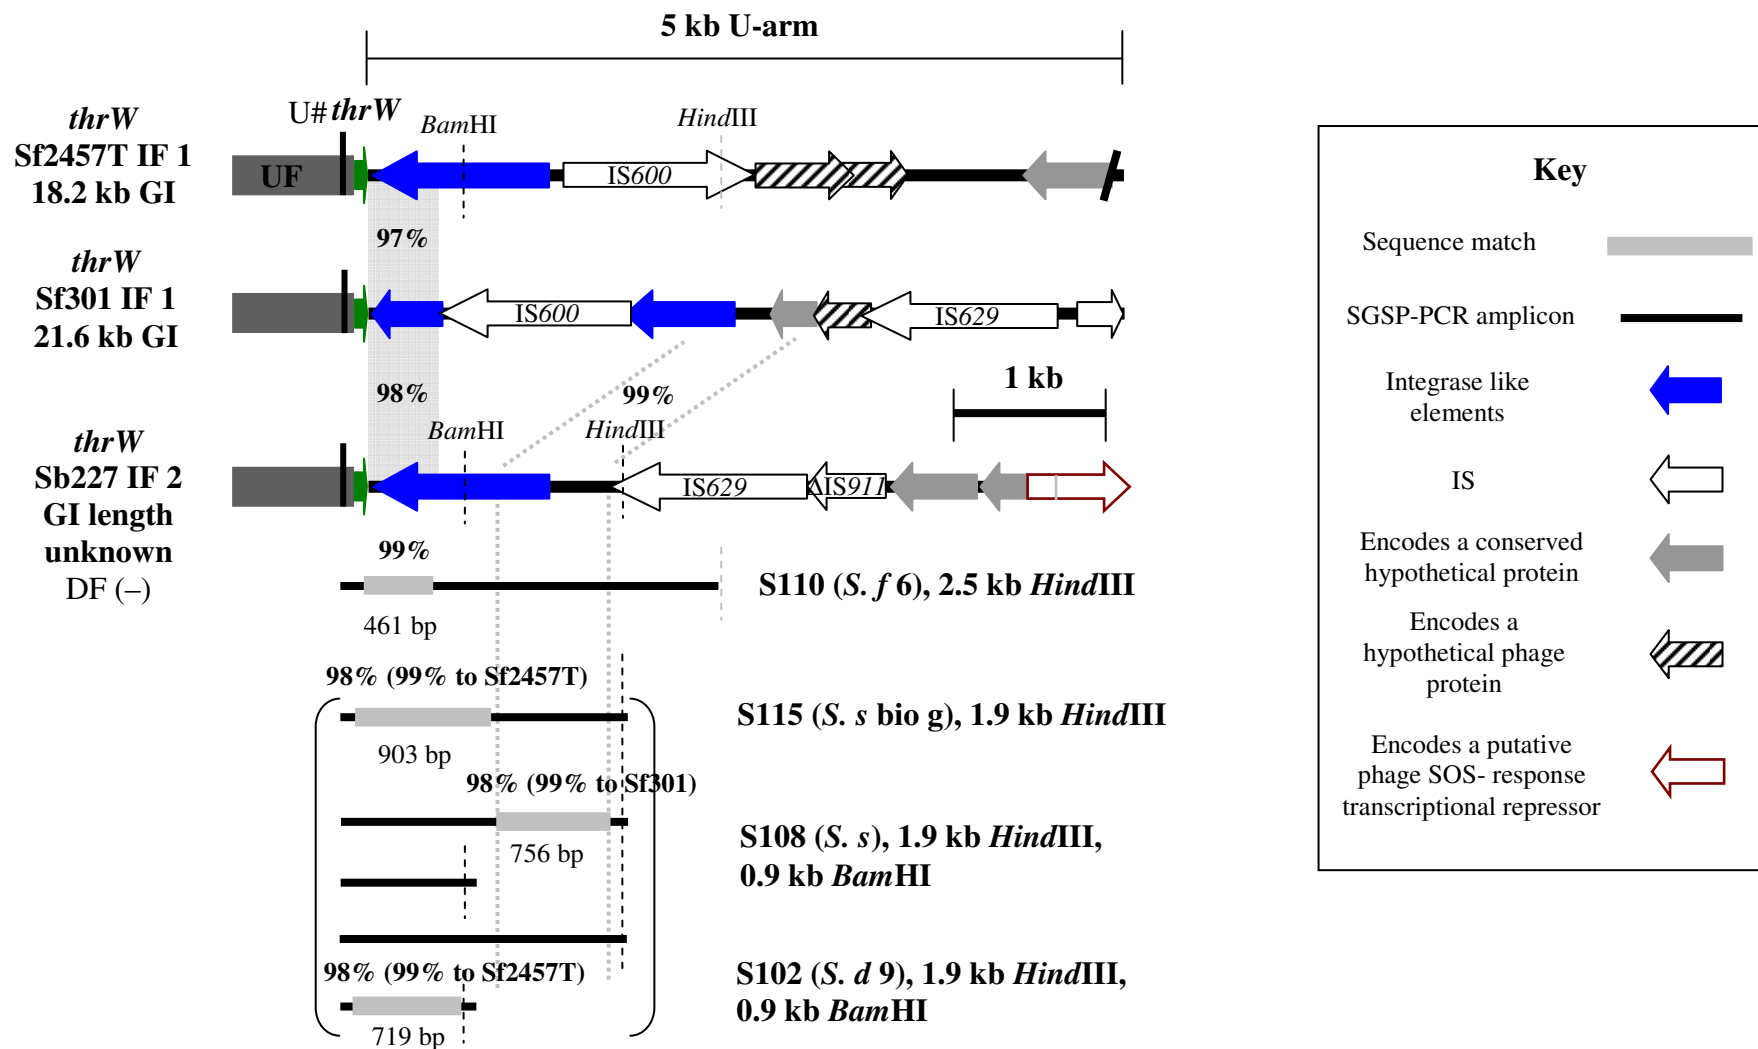 5 kb U-arm
thrW
Sf2457T IF 1
18.2 kb GI
U# thrW
BamHI
HindIII
UF
IS600
97%
thrW
Sf301 IF 1
21.6 kb GI
IS600
IS629
98%
99%
1 kb
thrW
Sb227 IF 2
GI length
unknown
DF (–)
BamHI
HindIII
IS629
ΔIS911
99%
461 bp
S110 (S. f 6), 2.5 kb HindIII
98% (99% to Sf2457T)
903 bp
S115 (S. s bio g), 1.9 kb HindIII
98% (99% to Sf301)
756 bp
S108 (S. s), 1.9 kb HindIII,
0.9 kb BamHI
98% (99% to Sf2457T)
719 bp
S102 (S. d 9), 1.9 kb HindIII,
0.9 kb BamHI
Key
Sequence match
SGSP-PCR amplicon
Integrase like
elements
IS
Encodes a conserved
hypothetical protein
Encodes a
hypothetical phage
protein
Encodes a putative
phage SOS- response
transcriptional repressor